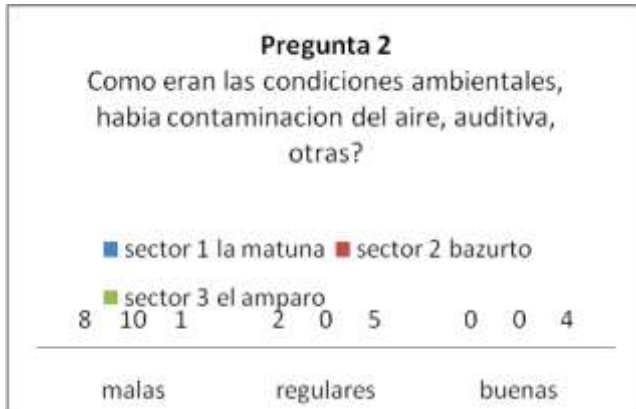 Pregunta 2
Como eran las condiciones ambientales,
habia contaminacion del aire, auditiva,
otras?
sector 1 la matuna sector 2 bazurto
sector 3 el amparo
8 10 1 2 0 5 0 0 4
malas regulares buenas